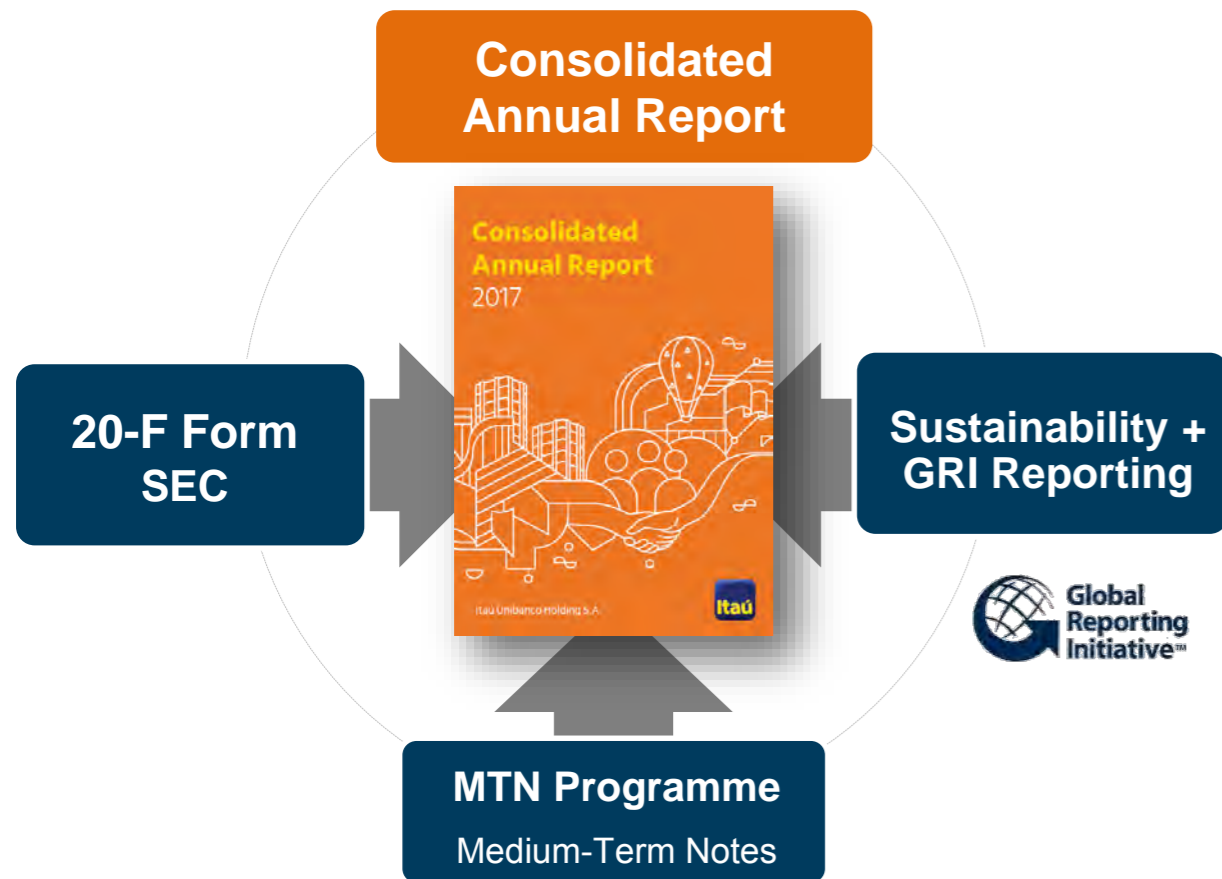 Consolidated
Annual Report
Consolidated
Annual Report
2017
Itaú Unibanco Holding S.A.
Itaú
20-F Form
SEC
Sustainability +
GRI Reporting
Global
Reporting
Initiative™
MTN Programme
Medium-Term Notes